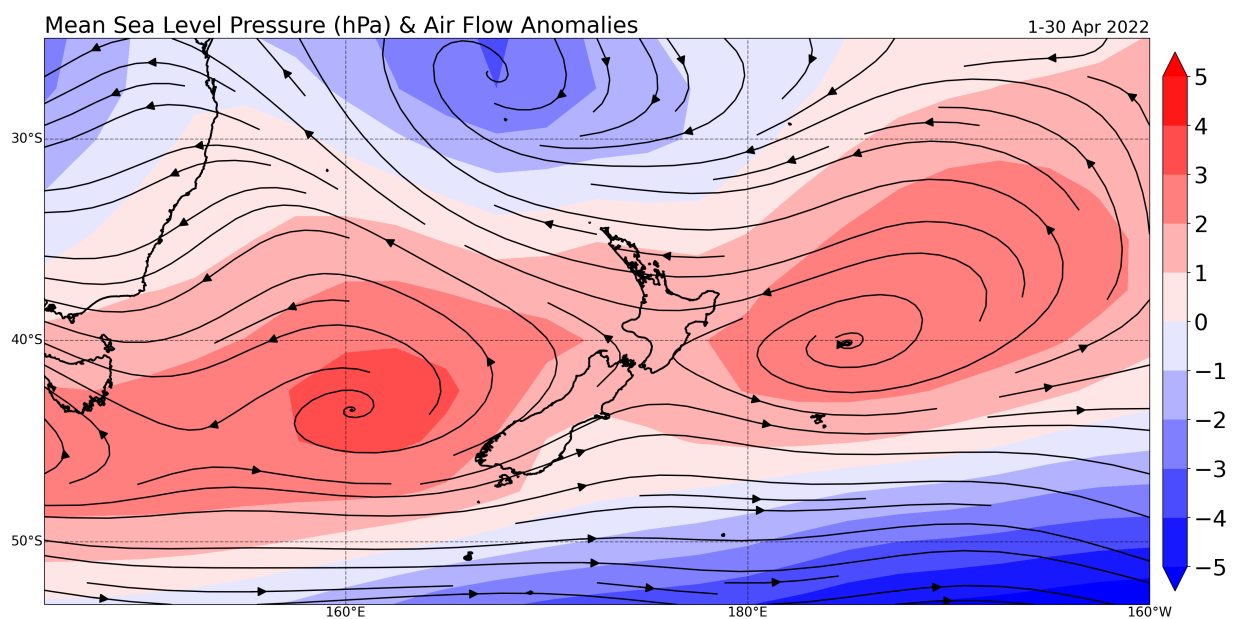 Mean Sea Level Pressure (hPa) & Air Flow Anomalies
1-30 Apr 2022
30°S
40°S
50°S
160°E
180°E
160°W
5
4
3
2
1
0
−1
−2
−3
−4
−5